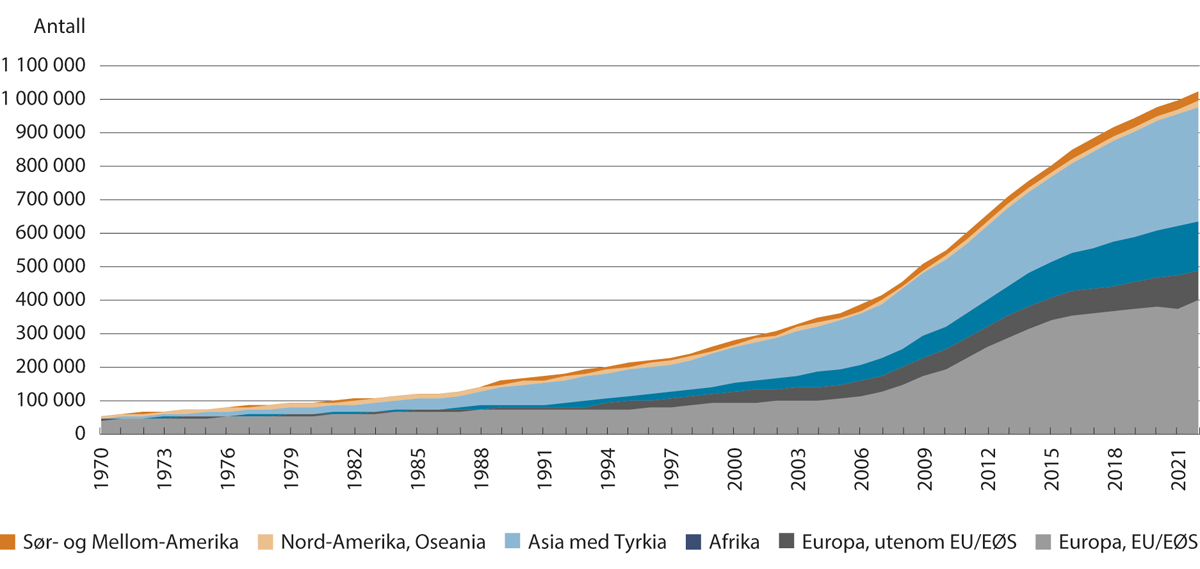 Antall
1 100 000
1 000 000
900 000
800 000
700 000
600 000
500 000
400 000
300 000
200 000
100 000
0
1970 1973 1976 1979 1982 1985 1988 1991 1994 1997 2000 2003 2006 2009 2012 2015 2018 2021
Sør- og Mellom-Amerika Nord-Amerika, Oseania Asia med Tyrkia Afrika Europa, utenom EU/EØS Europa, EU/EØS